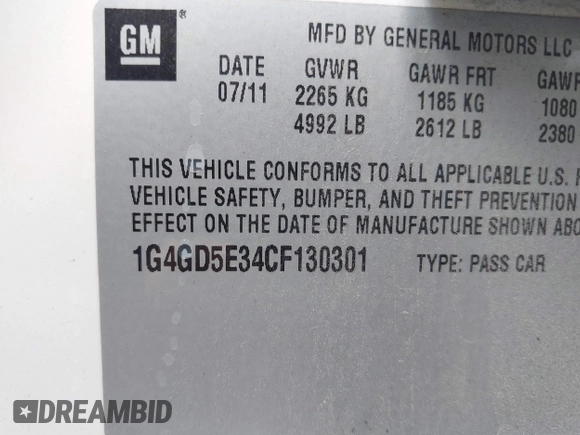 GM ® MFD BY GENERAL MOTORS LLC
DATE GVWR GAWR FRT GAWR
07/11 2265 KG 1185 KG 1080
4992 LB 2612 LB 2380
THIS VEHICLE CONFORMS TO ALL APPLICABLE U.S. F
VEHICLE SAFETY, BUMPER, AND THEFT PREVENTION
EFFECT ON THE DATE OF MANUFACTURE SHOWN ABO
1G4GD5E34CF130301 TYPE: PASS CAR
DREAMBID